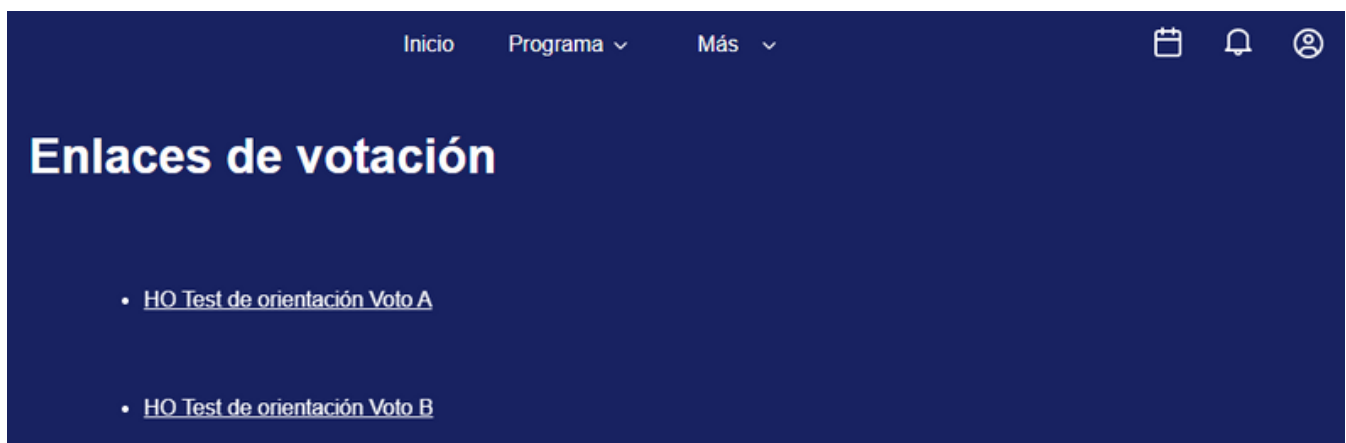 Inicio Programa Más
Enlaces de votación
• HO Test de orientación Voto A
• HO Test de orientación Voto B